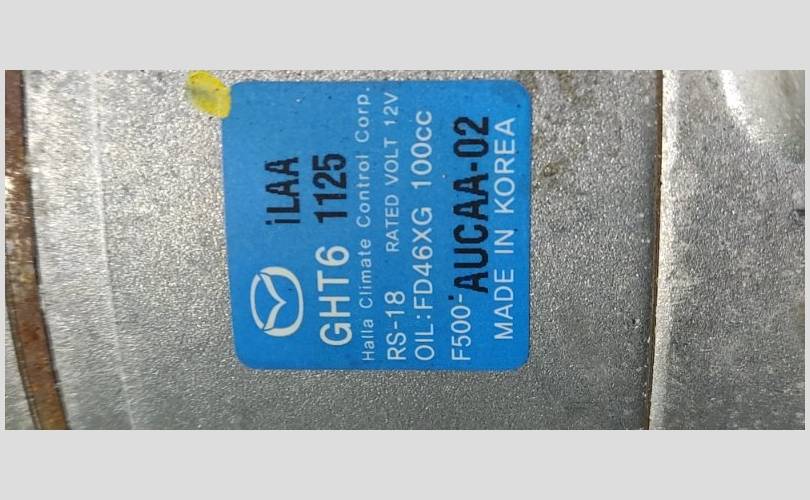 iLAA
GHT6 1125
Halla Climate Control Corp.
RS-18 RATED VOLT 12V
OIL:FD46XG 100cc
F500-AUCAA-02
MADE IN KOREA